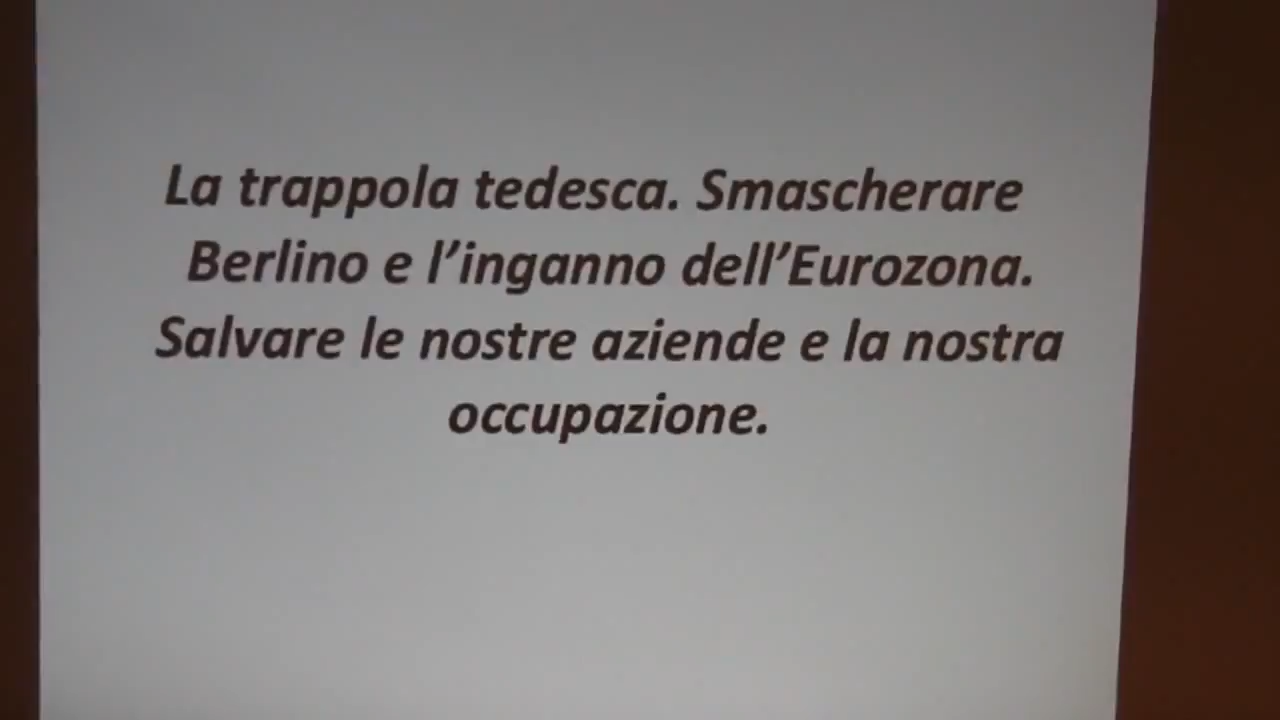 La trappola tedesca. Smascherare
Berlino e l’inganno dell’Eurozona.
Salvare le nostre aziende e la nostra
occupazione.